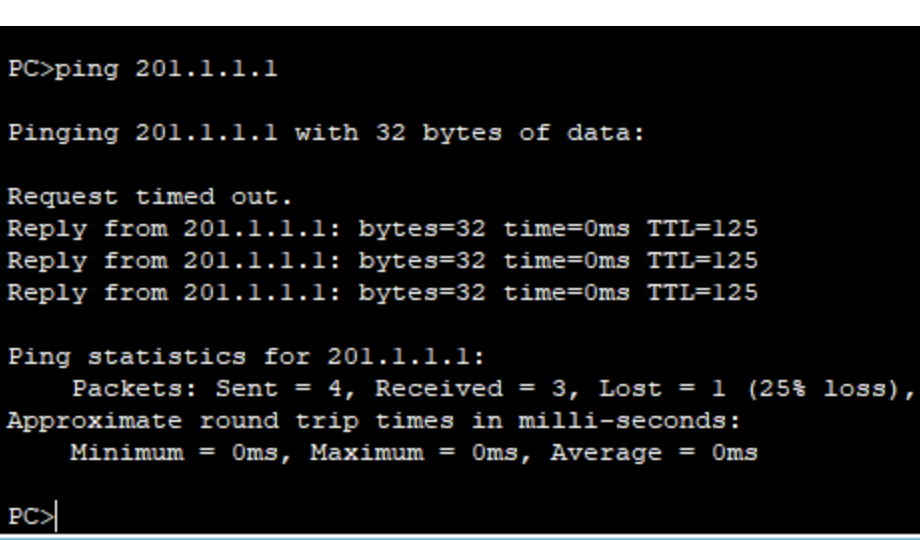 PC>ping 201.1.1.1
Pinging 201.1.1.1 with 32 bytes of data:
Request timed out.
Reply from 201.1.1.1: bytes=32 time=0ms TTL=125
Reply from 201.1.1.1: bytes=32 time=0ms TTL=125
Reply from 201.1.1.1: bytes=32 time=0ms TTL=125
Ping statistics for 201.1.1.1:
    Packets: Sent = 4, Received = 3, Lost = 1 (25% loss),
Approximate round trip times in milli-seconds:
    Minimum = 0ms, Maximum = 0ms, Average = 0ms
PC>